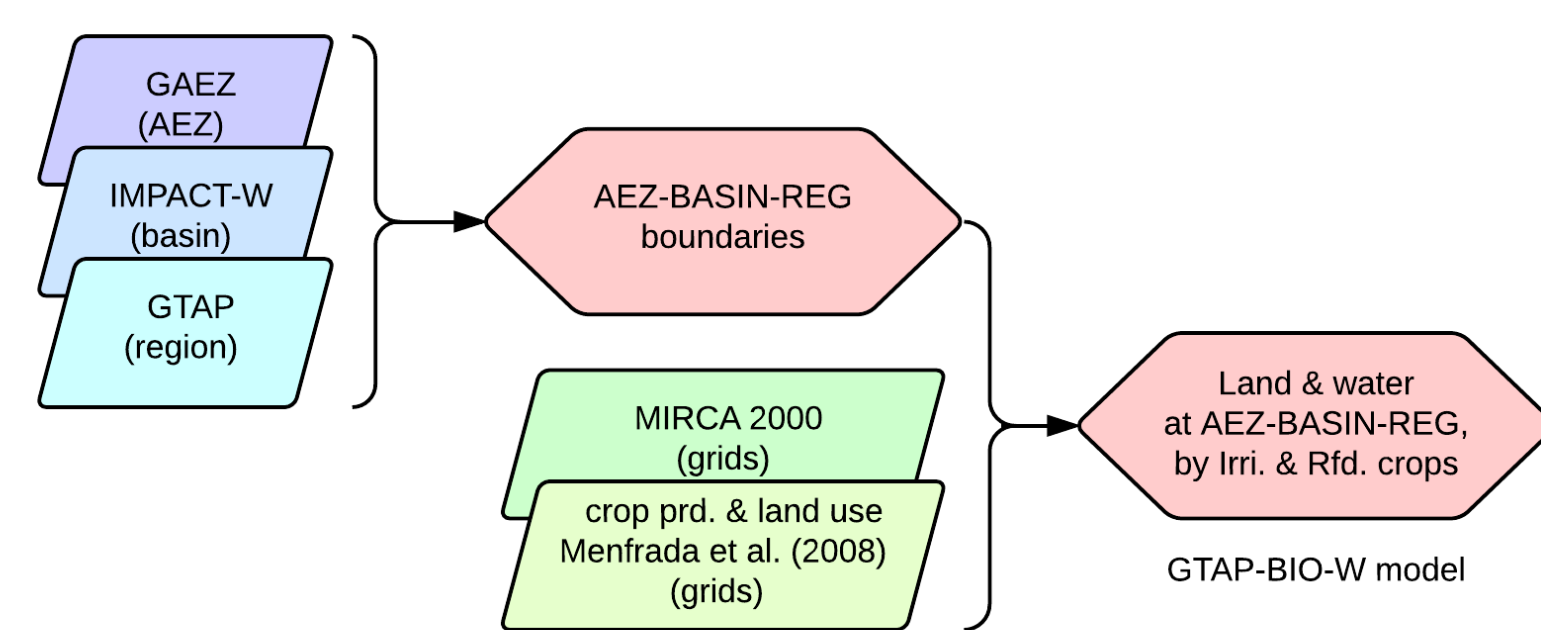 GAEZ
(AEZ)
IMPACT-W
(basin)
GTAP
(region)
AEZ-BASIN-REG
boundaries
MIRCA 2000
(grids)
crop prd. & land use
Menfrada et al. (2008)
(grids)
Land & water
at AEZ-BASIN-REG,
by Irri. & Rfd. crops
GTAP-BIO-W model